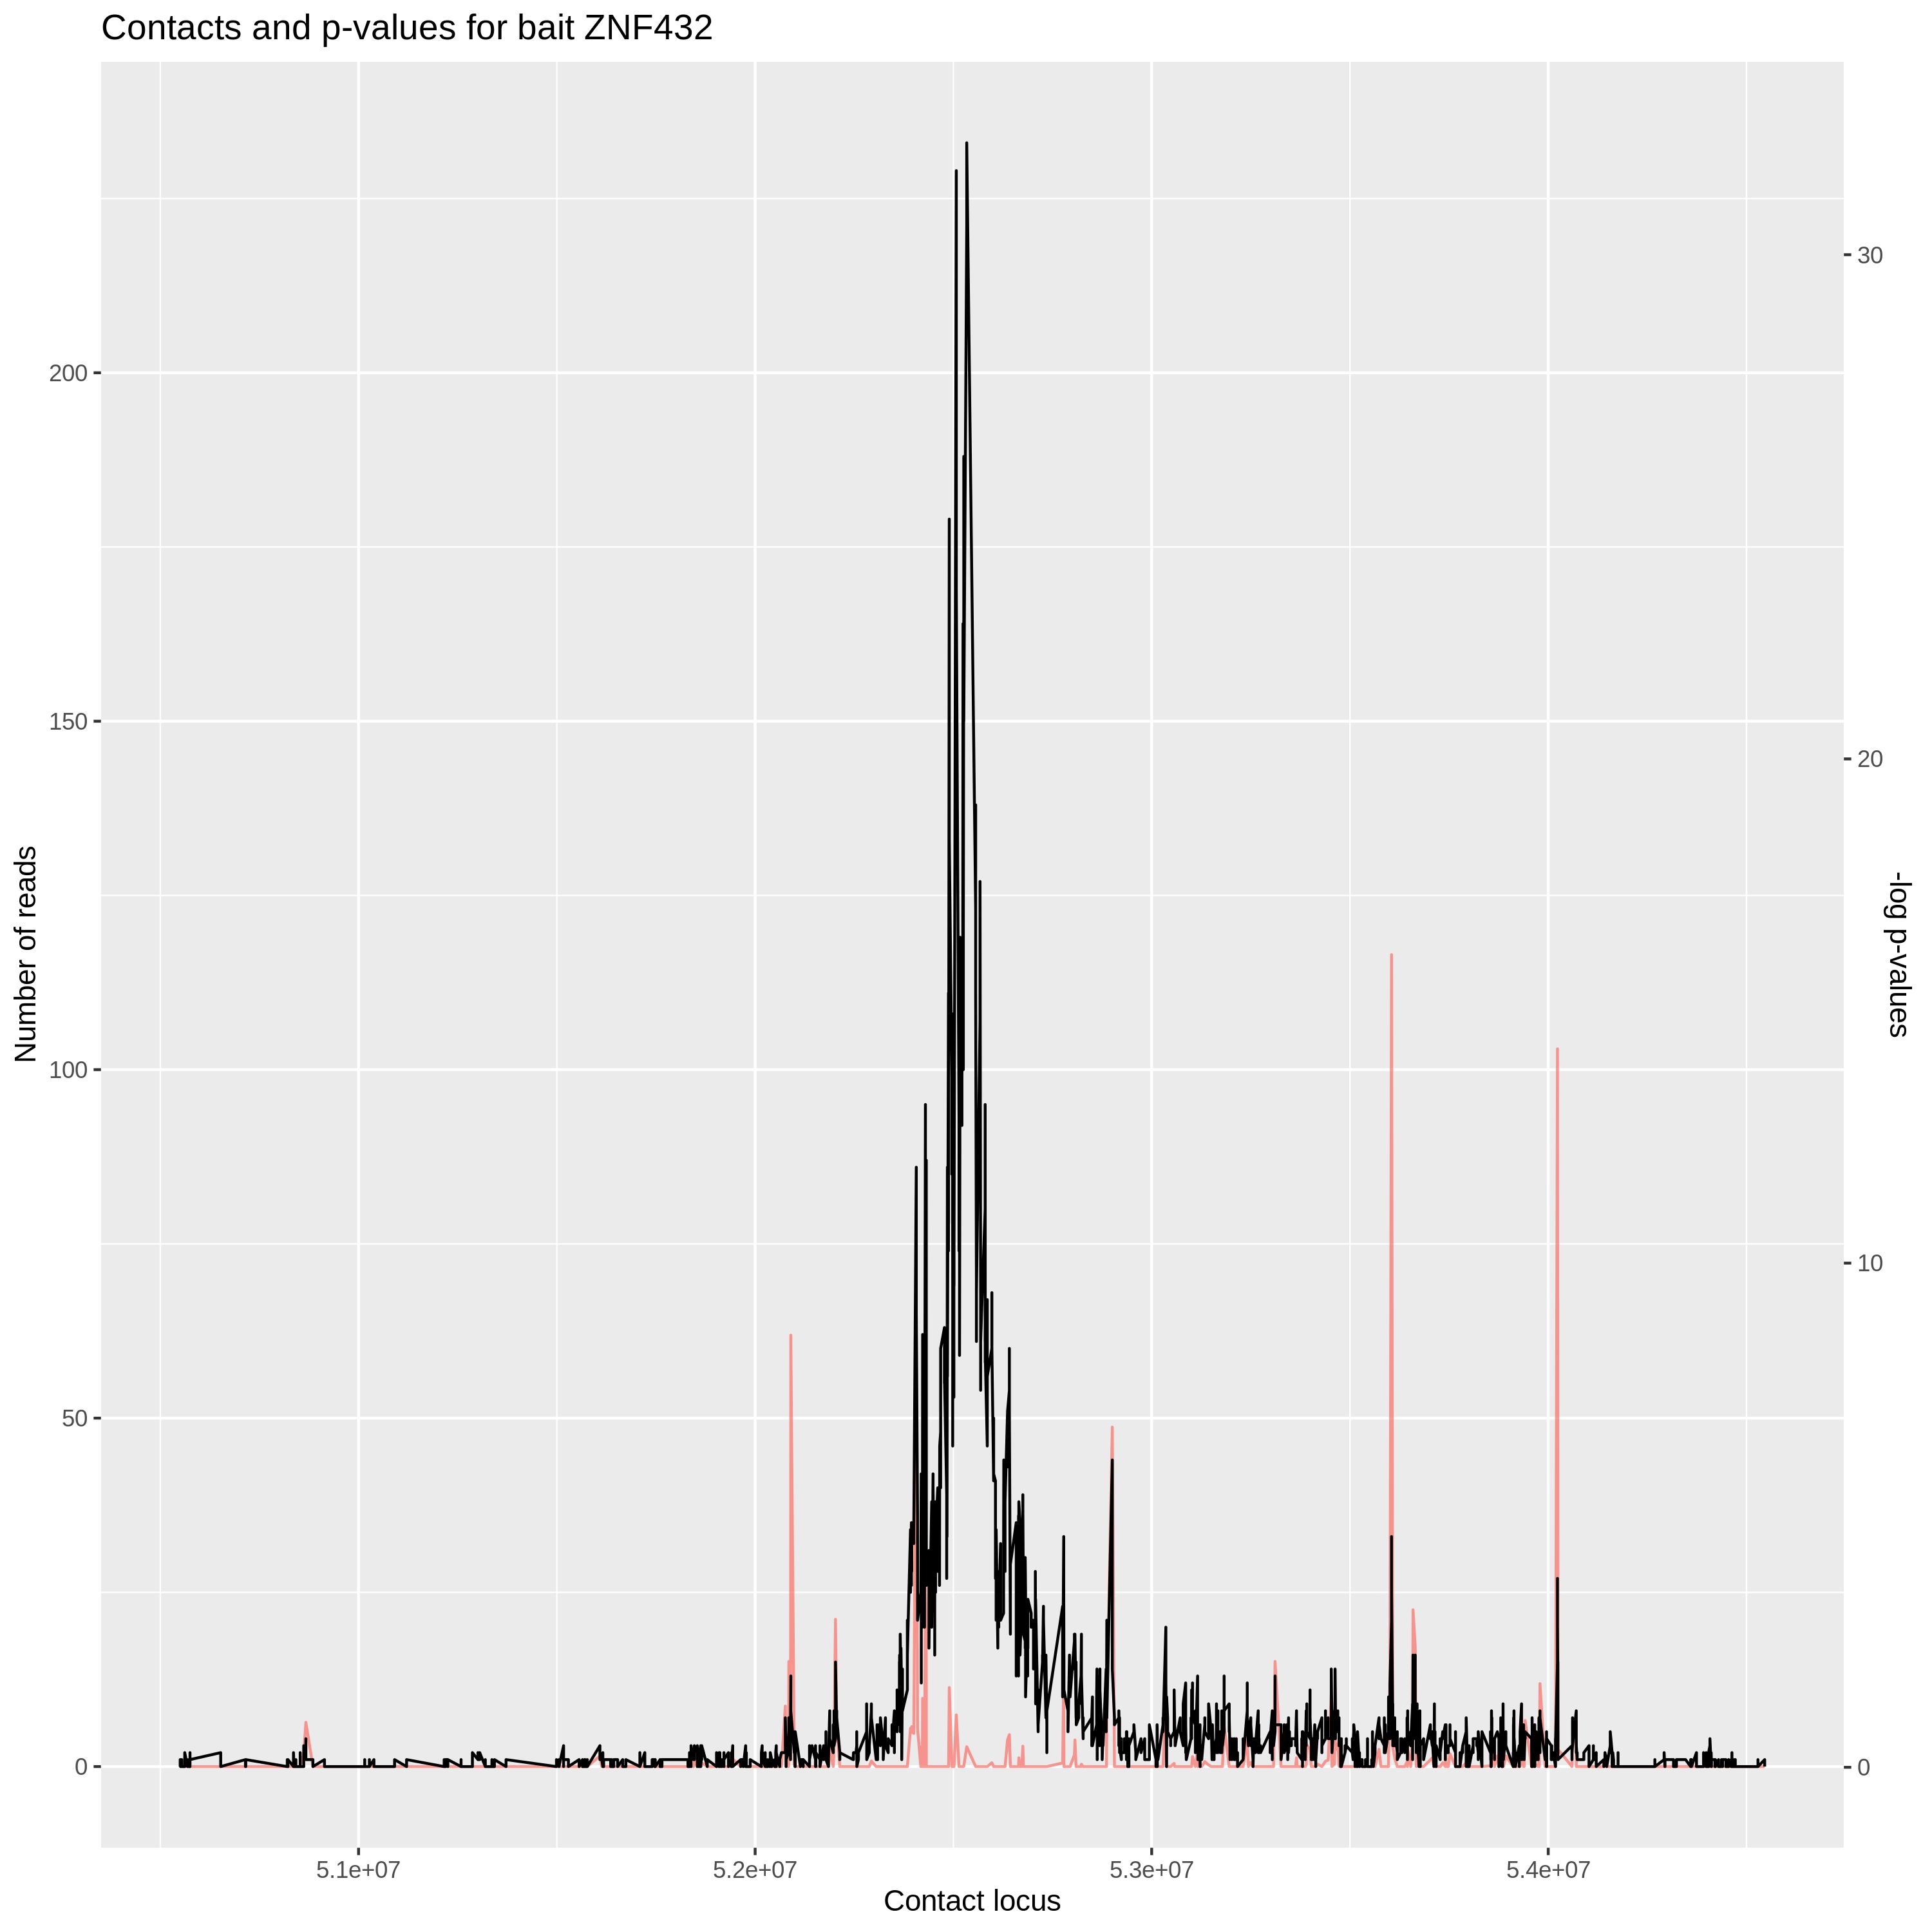 Contacts and p-values for bait ZNF432
200
150
100
50
0
30
20
10
0
Number of reads
-log p-values
5.1e+07
5.2e+07
5.3e+07
5.4e+07
Contact locus